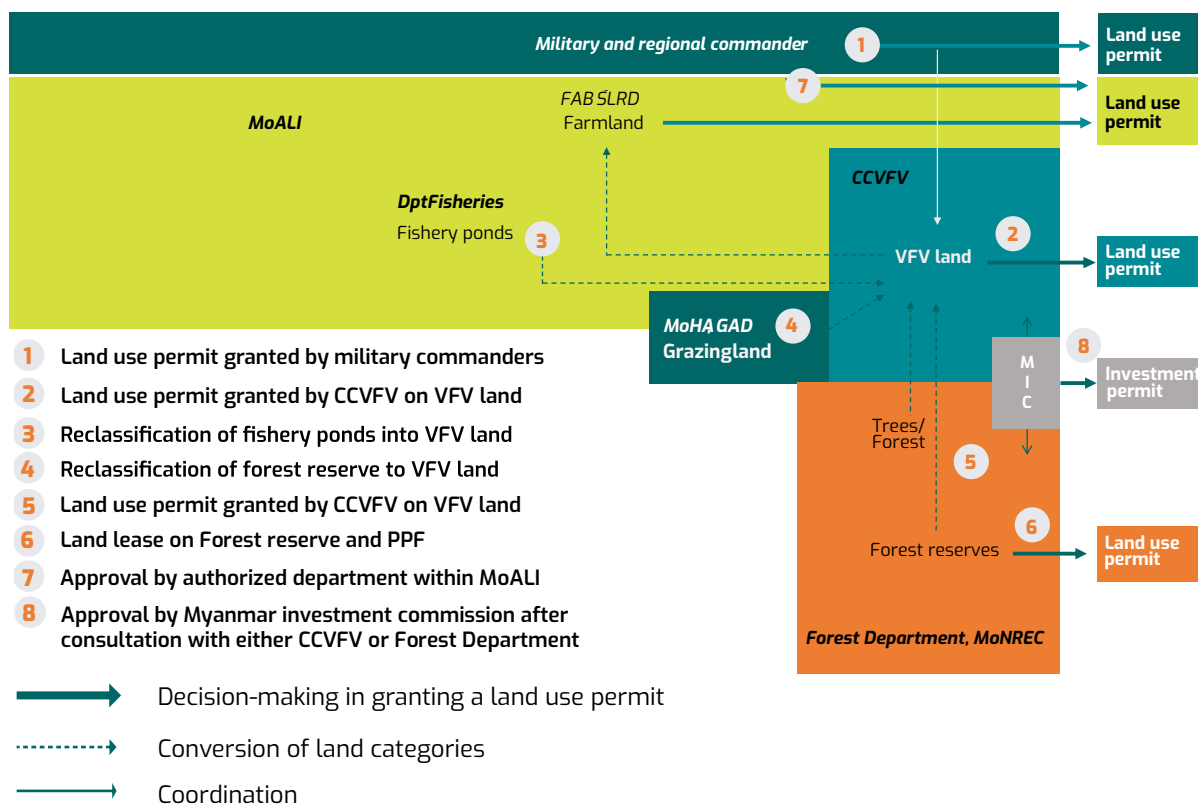 Military and regional commander
1
Land use
permit
7
FAB SLRD
Farmland
MoALI
Land use
permit
CCVFV
DptFisheries
Fishery ponds
3
VFV land
2
Land use
permit
MoHA, GAD
Grazingland
4
8
M
I
C
Investment
permit
Trees/
Forest
5
Forest reserves
6
Land use
permit
Forest Department, MoNREC
1 Land use permit granted by military commanders
2 Land use permit granted by CCVFV on VFV land
3 Reclassification of fishery ponds into VFV land
4 Reclassification of forest reserve to VFV land
5 Land use permit granted by CCVFV on VFV land
6 Land lease on Forest reserve and PPF
7 Approval by authorized department within MoALI
8 Approval by Myanmar investment commission after
consultation with either CCVFV or Forest Department
Decision-making in granting a land use permit
Conversion of land categories
Coordination